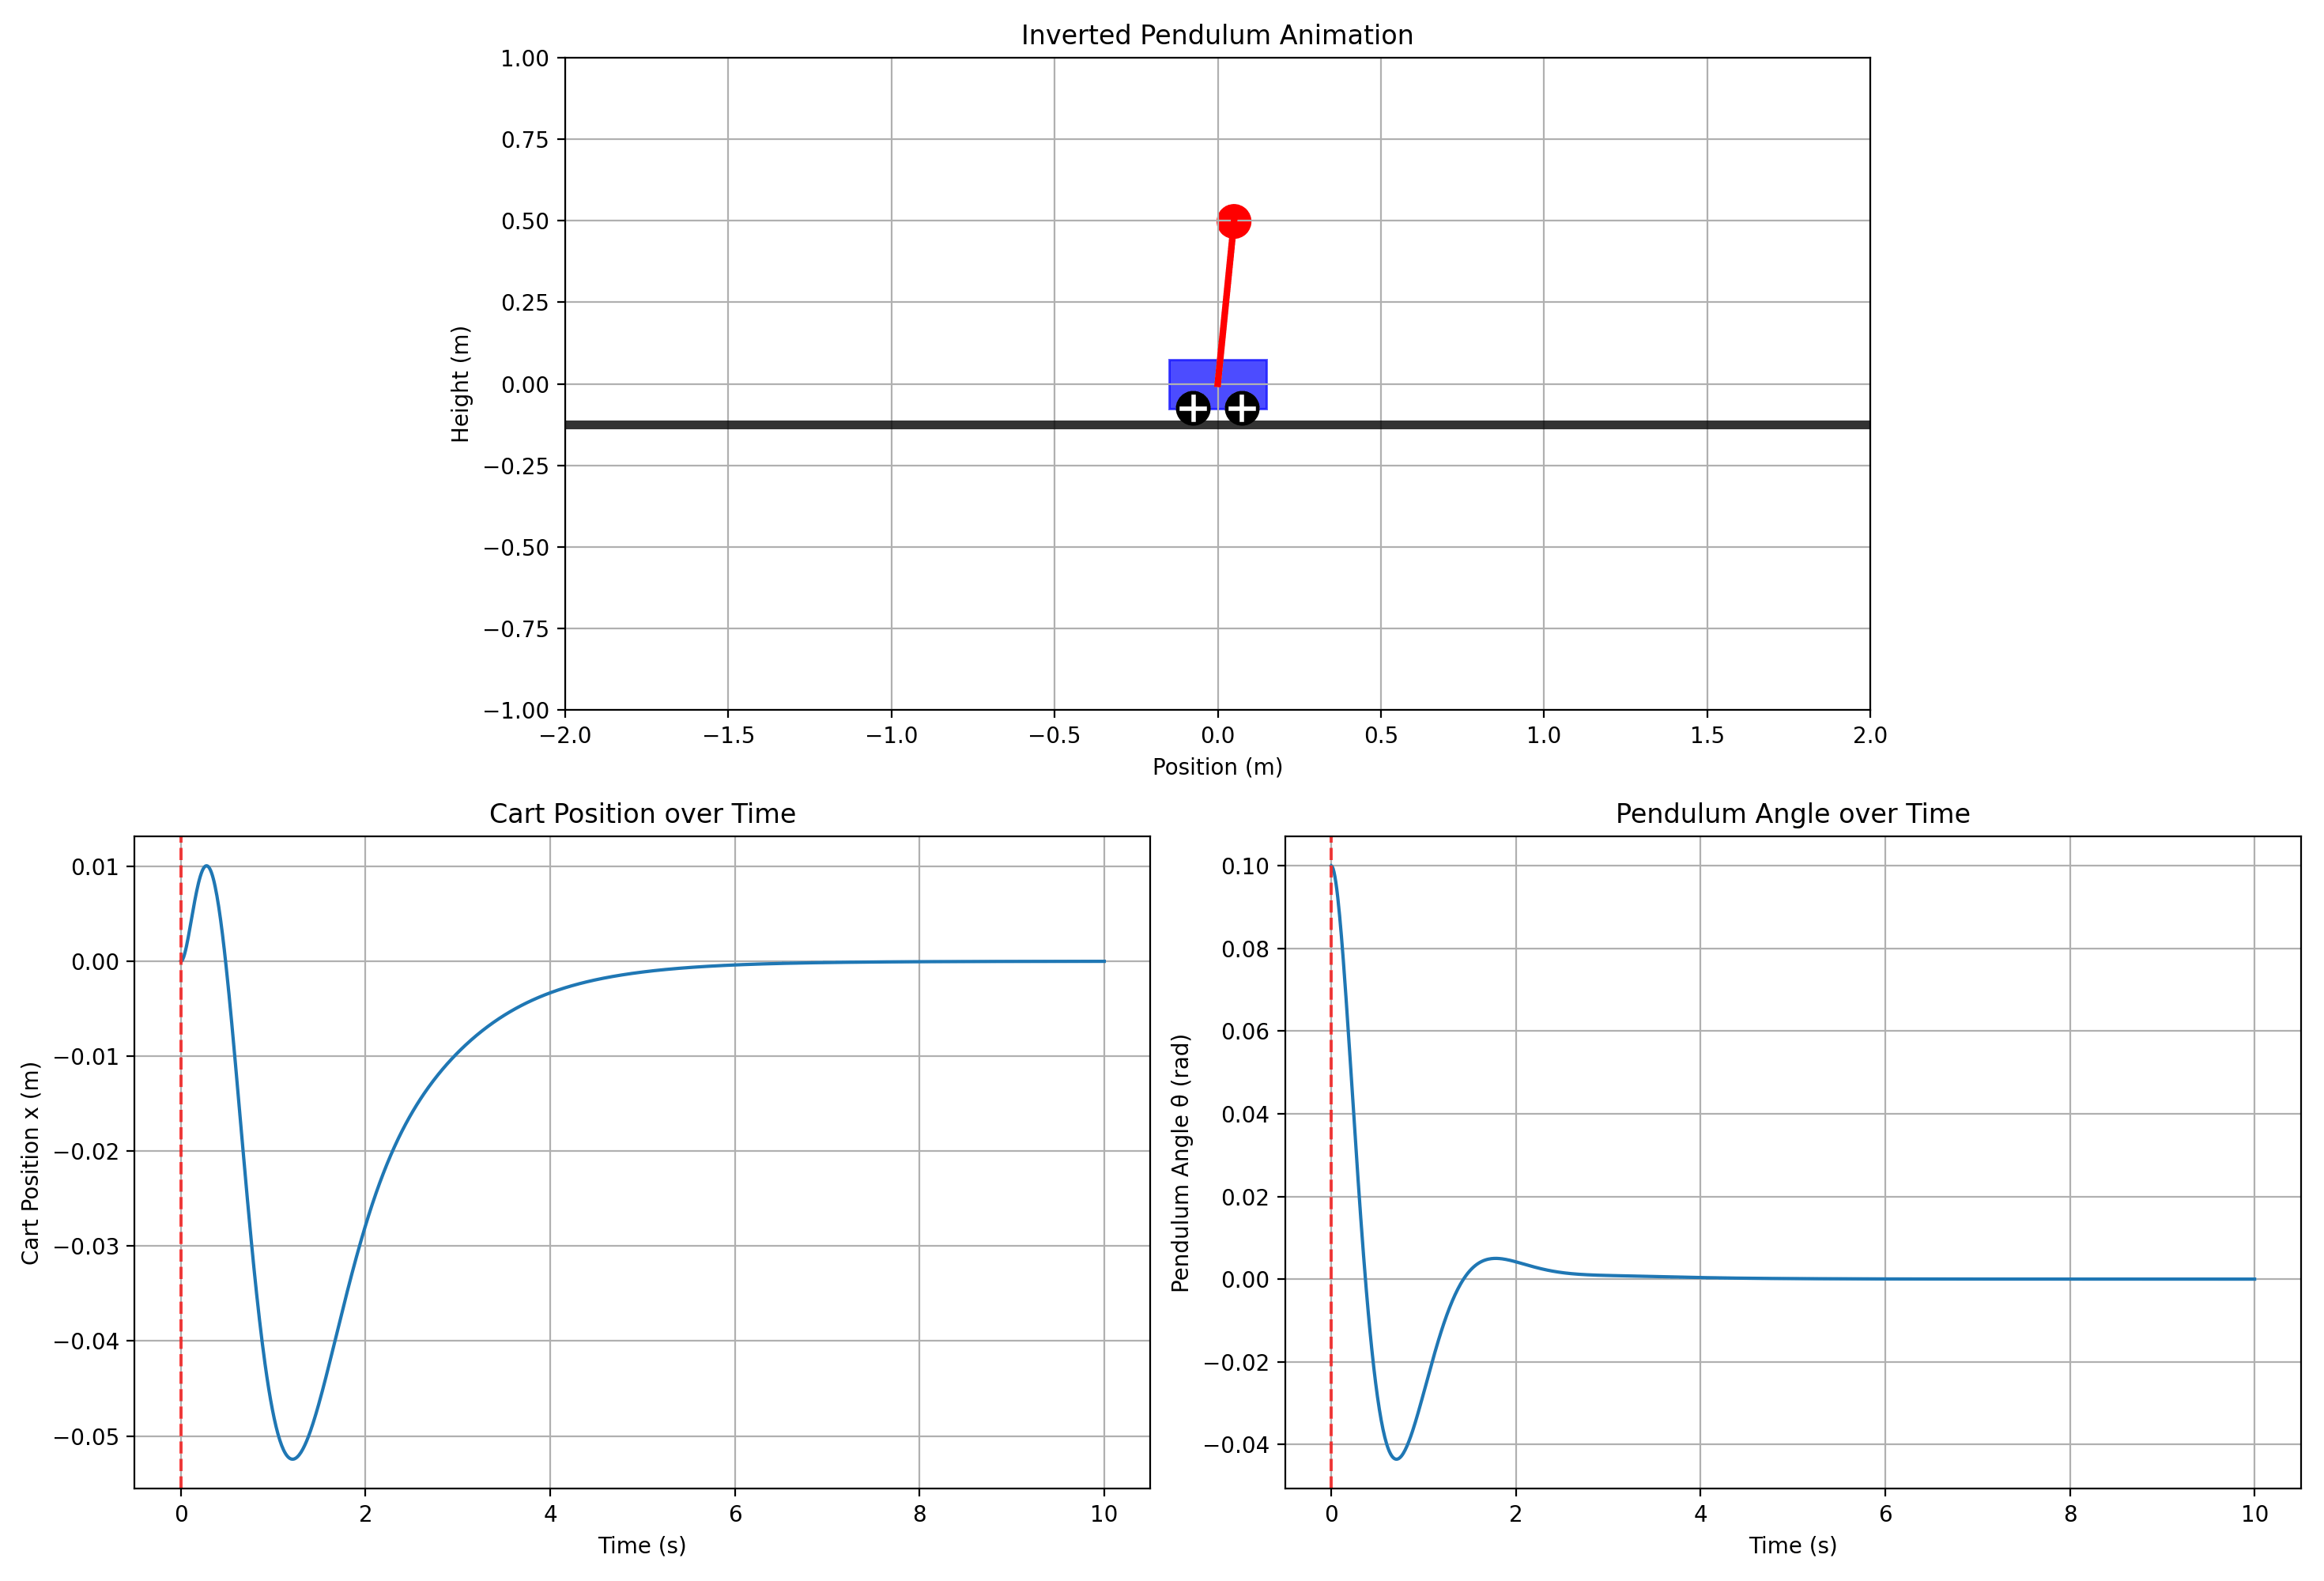 Inverted Pendulum Animation
1.00
0.75
0.50
0.25
0.00
−0.25
−0.50
−0.75
−1.00
Height (m)
−2.0 −1.5 −1.0 −0.5 0.0 0.5 1.0 1.5 2.0
Position (m)
Cart Position over Time
0.01
0.00
−0.01
−0.02
−0.03
−0.04
−0.05
Cart Position x (m)
0 2 4 6 8 10
Time (s)
Pendulum Angle over Time
0.10
0.08
0.06
0.04
0.02
0.00
−0.02
−0.04
Pendulum Angle θ (rad)
0 2 4 6 8 10
Time (s)